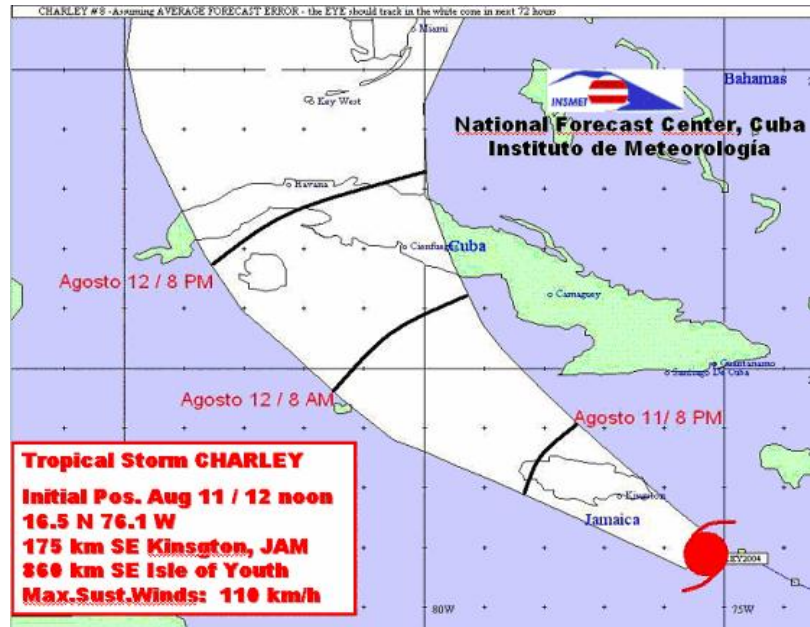 CHARLEY #8 -Assuming AVERAGE FORECAST ERROR - the EYE should track in the white cone in next 72 hours
Miami
Bahamas
INSMET
Key West
National Forecast Center, Cuba
Instituto de Meteorología
Havana
Cienfuegos
Cuba
Agosto 12 / 8 PM
Camaguey
Guantanamo
Santiago De Cuba
Agosto 12 / 8 AM
Agosto 11/ 8 PM
Tropical Storm CHARLEY
Initial Pos. Aug 11 / 12 noon
16.5 N 76.1 W
175 km SE Kinsgton, JAM
860 km SE Isle of Youth
Max.Sust.Winds: 110 km/h
Kingston
Jamaica
80W
75W